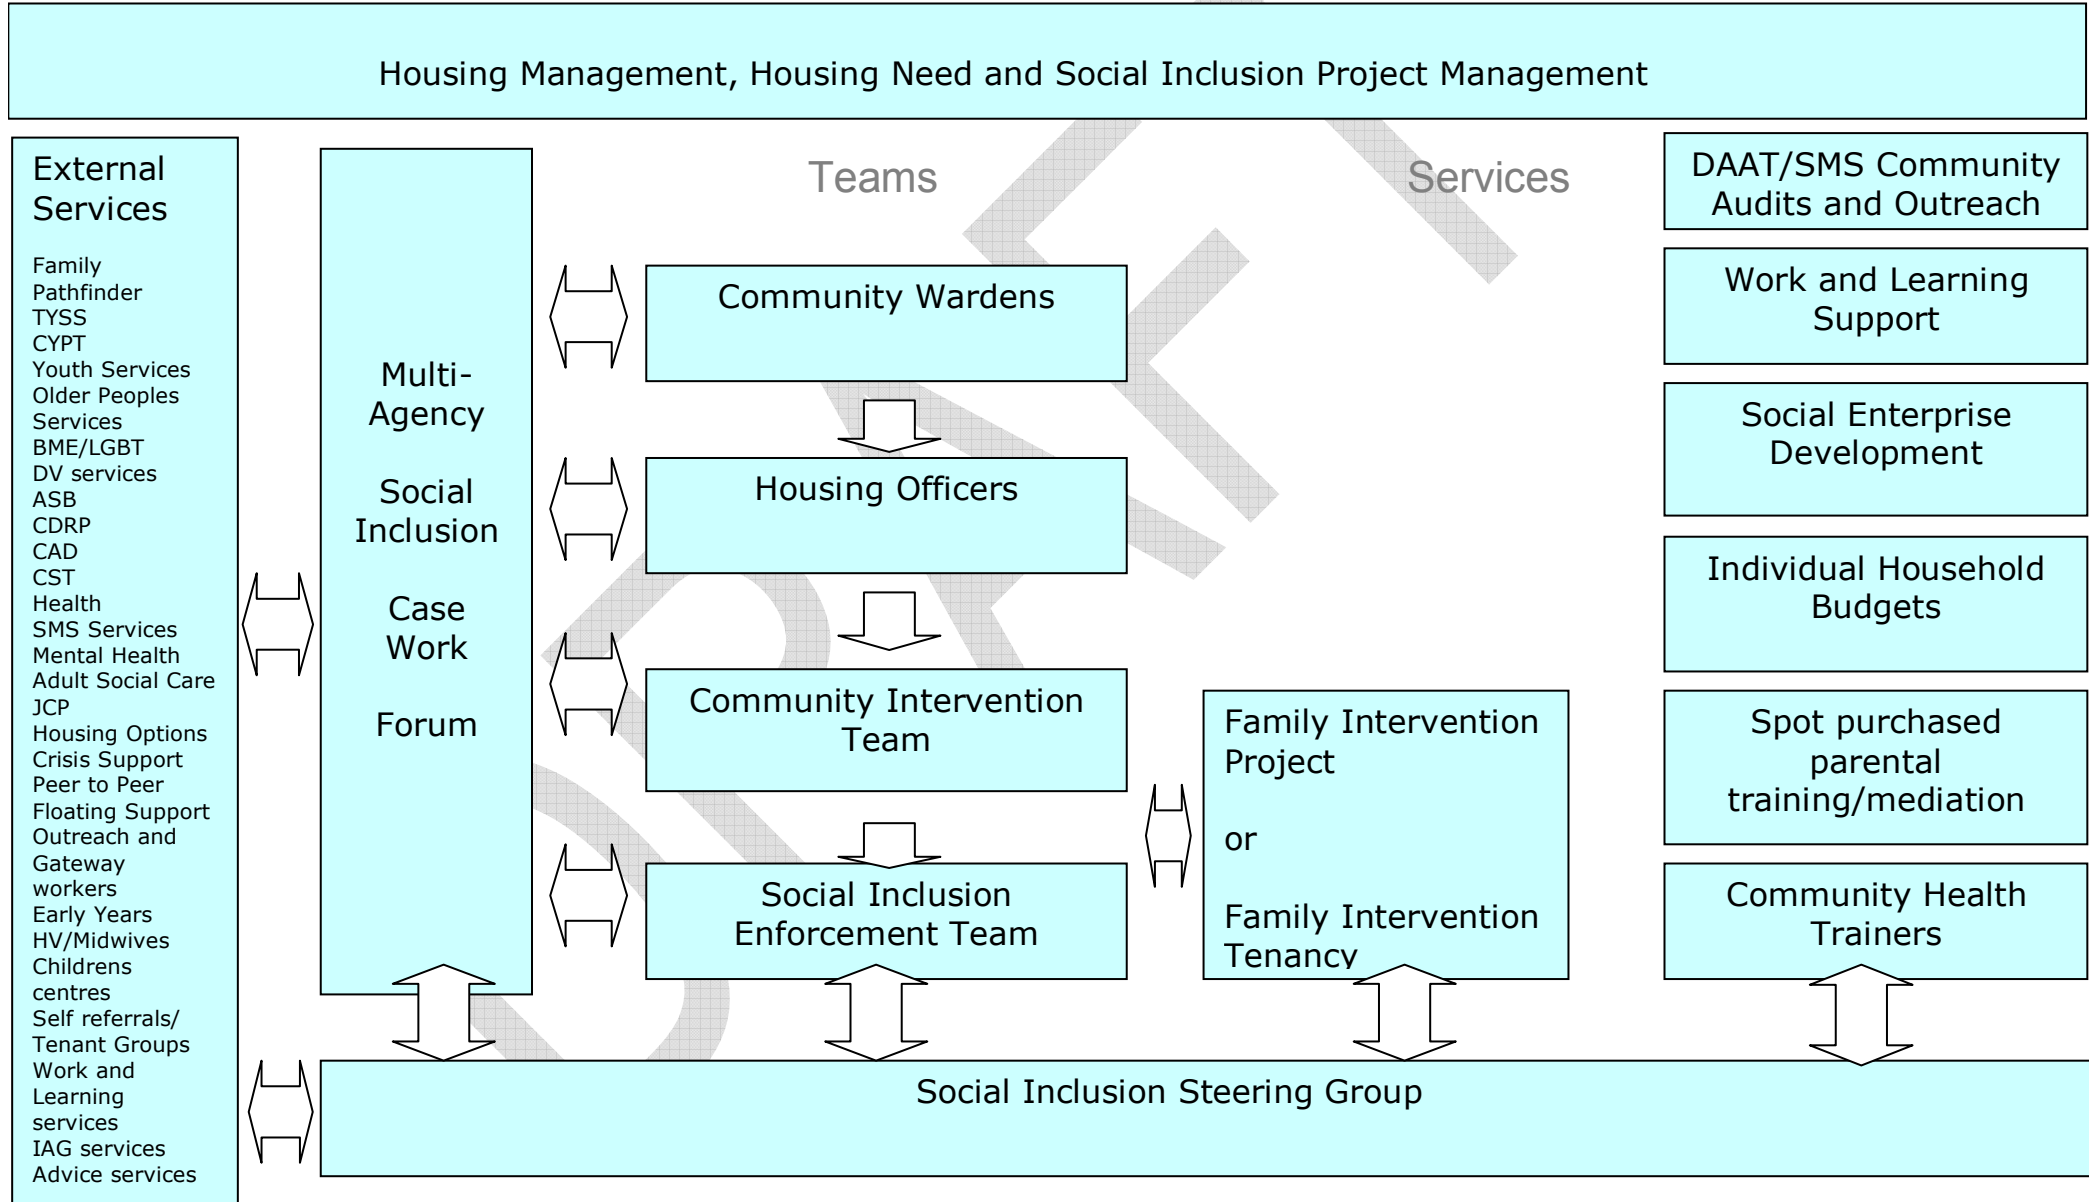 Housing Management, Housing Need and Social Inclusion Project Management
External
Services
Family
Pathfinder
TYSS
CYPT
Youth Services
Older Peoples
Services
BME/LGBT
DV services
ASB
CDRP
CAD
CST
Health
SMS Services
Mental Health
Adult Social Care
JCP
Housing Options
Crisis Support
Peer to Peer
Floating Support
Outreach and
Gateway
workers
Early Years
HV/Midwives
Childrens
centres
Self referrals/
Tenant Groups
Work and
Learning
services
IAG services
Advice services
Multi-
Agency
Social
Inclusion
Case
Work
Forum
Teams
Community Wardens
Housing Officers
Community Intervention
Team
Social Inclusion
Enforcement Team
Services
Family Intervention
Project
or
Family Intervention
Tenancy
DAAT/SMS Community
Audits and Outreach
Work and Learning
Support
Social Enterprise
Development
Individual Household
Budgets
Spot purchased
parental
training/mediation
Community Health
Trainers
Social Inclusion Steering Group
DRAFT